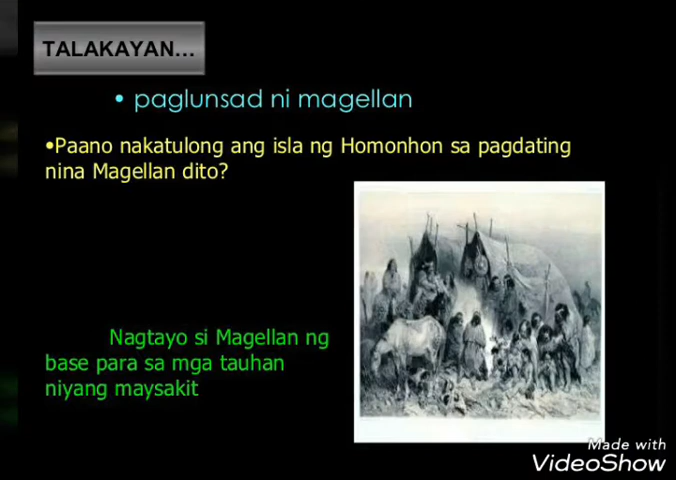 TALAKAYAN...
• paglunsad ni magellan
•Paano nakatulong ang isla ng Homonhon sa pagdating
nina Magellan dito?
Nagtayo si Magellan ng
base para sa mga tauhan
niyang maysakit
Made with
VideoShow